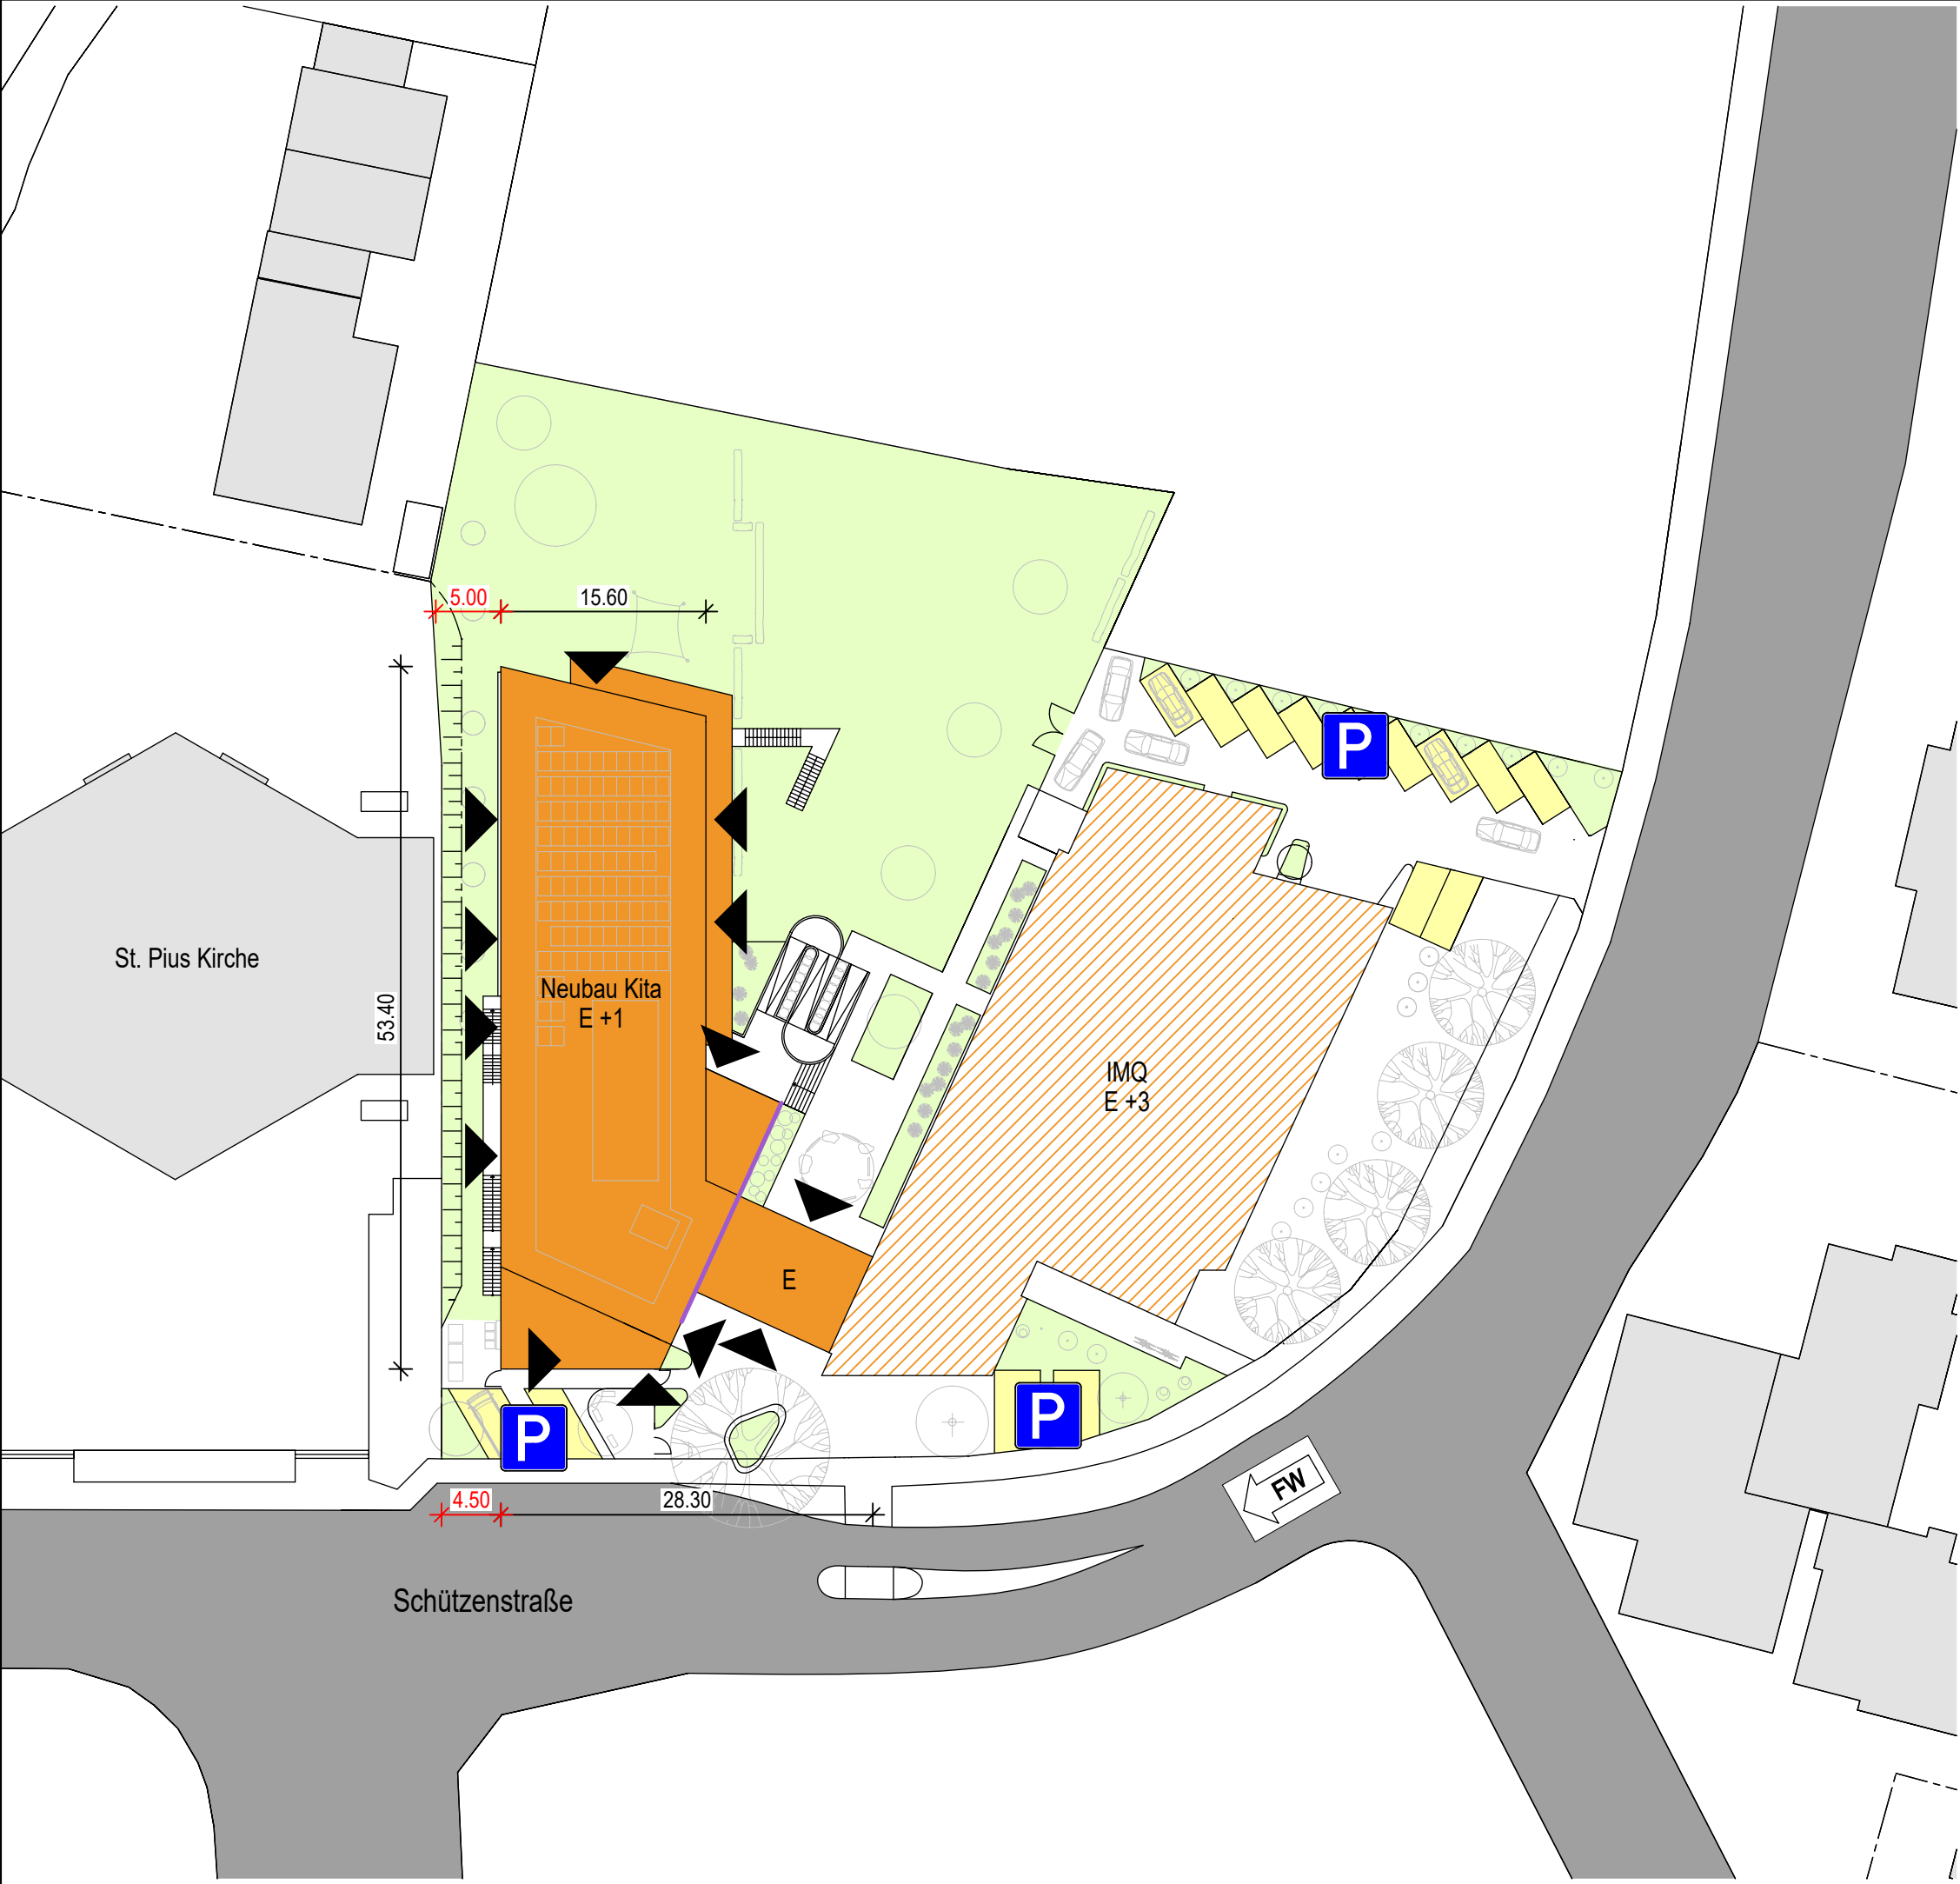 5.00
15.60
P
St. Pius Kirche
53.40
Neubau Kita
E +1
IMQ
E +3
E
P
P
4.50
28.30
FW
Schützenstraße